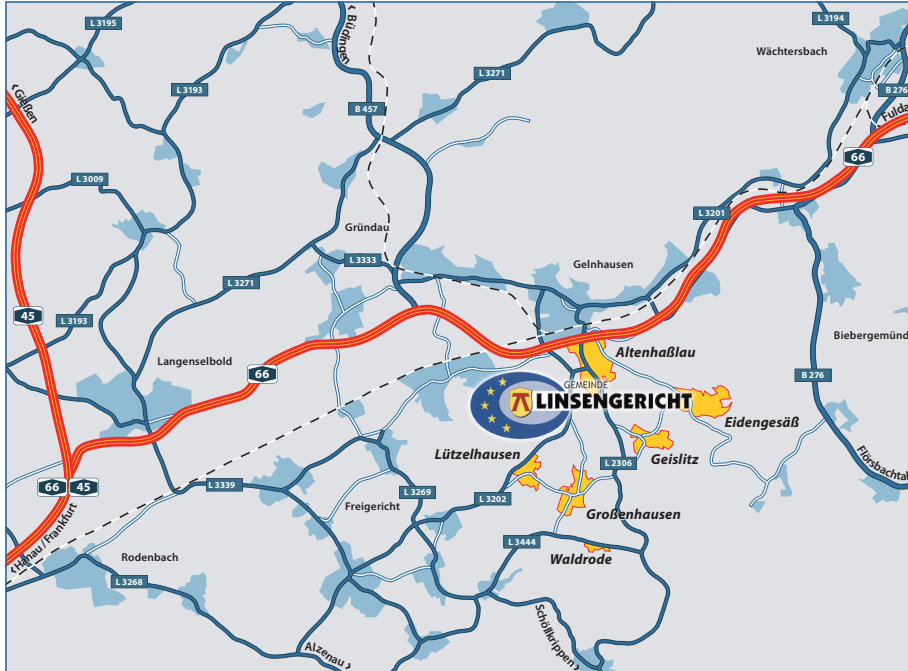 L 3195
‹ Büdingen
L 3194
Wächtersbach
L 3271
L 3193
B 276
‹ Gießen
B 457
Fulda
66
L 3009
L 3201
Gründau
L 3333
Gelnhausen
L 3271
45
L 3193
Biebergemünd
Langenselbold
Altenhaßlau
66
B 276
GEMEINDE
LINSENGERICHT
Eidengesäß
Lützelhausen
Geislitz
Flörsbachtal
L 2306
66
45
L 3339
L 3269
L 3202
Freigericht
Großenhausen
‹ Hanau / Frankfurt
L 3444
Rodenbach
Waldrode
L 3268
Schöllkrippen ›
Alzenau ›